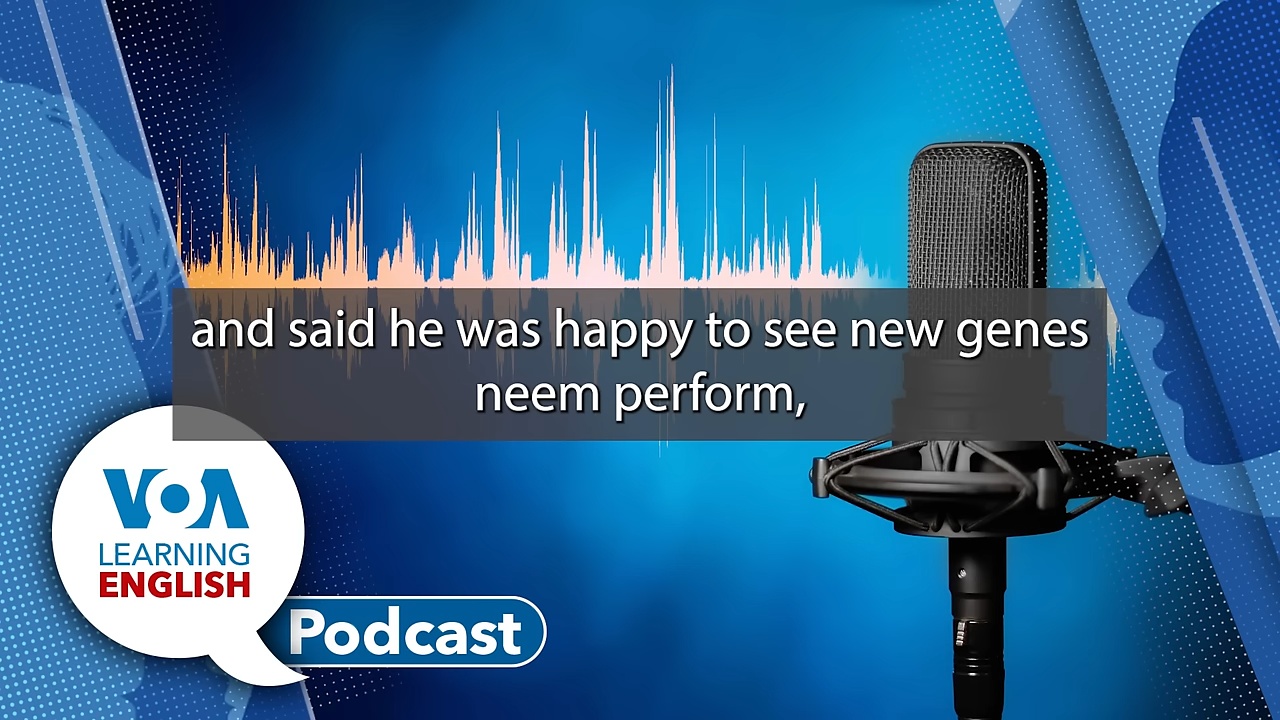 and said he was happy to see new genes
neem perform,
VOA
LEARNING
ENGLISH
Podcast